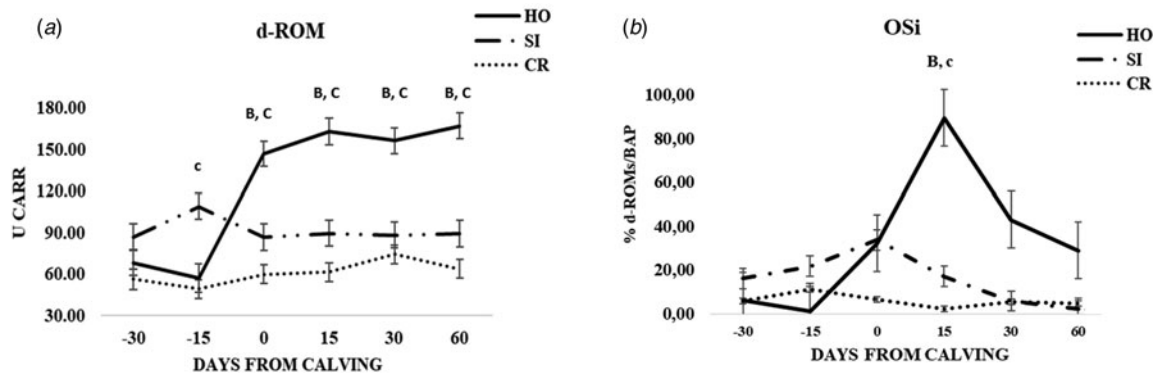 (a)
d-ROM
HO
SI
CR
180.00
150.00
120.00
90.00
60.00
30.00
U CARR
c
B, C
B, C
B, C
B, C
-30 -15 0 15 30 60
DAYS FROM CALVING
(b)
OSi
HO
SI
CR
B, c
100,00
80,00
60,00
40,00
20,00
0,00
% d-ROMs/BAP
-30 -15 0 15 30 60
DAYS FROM CALVING